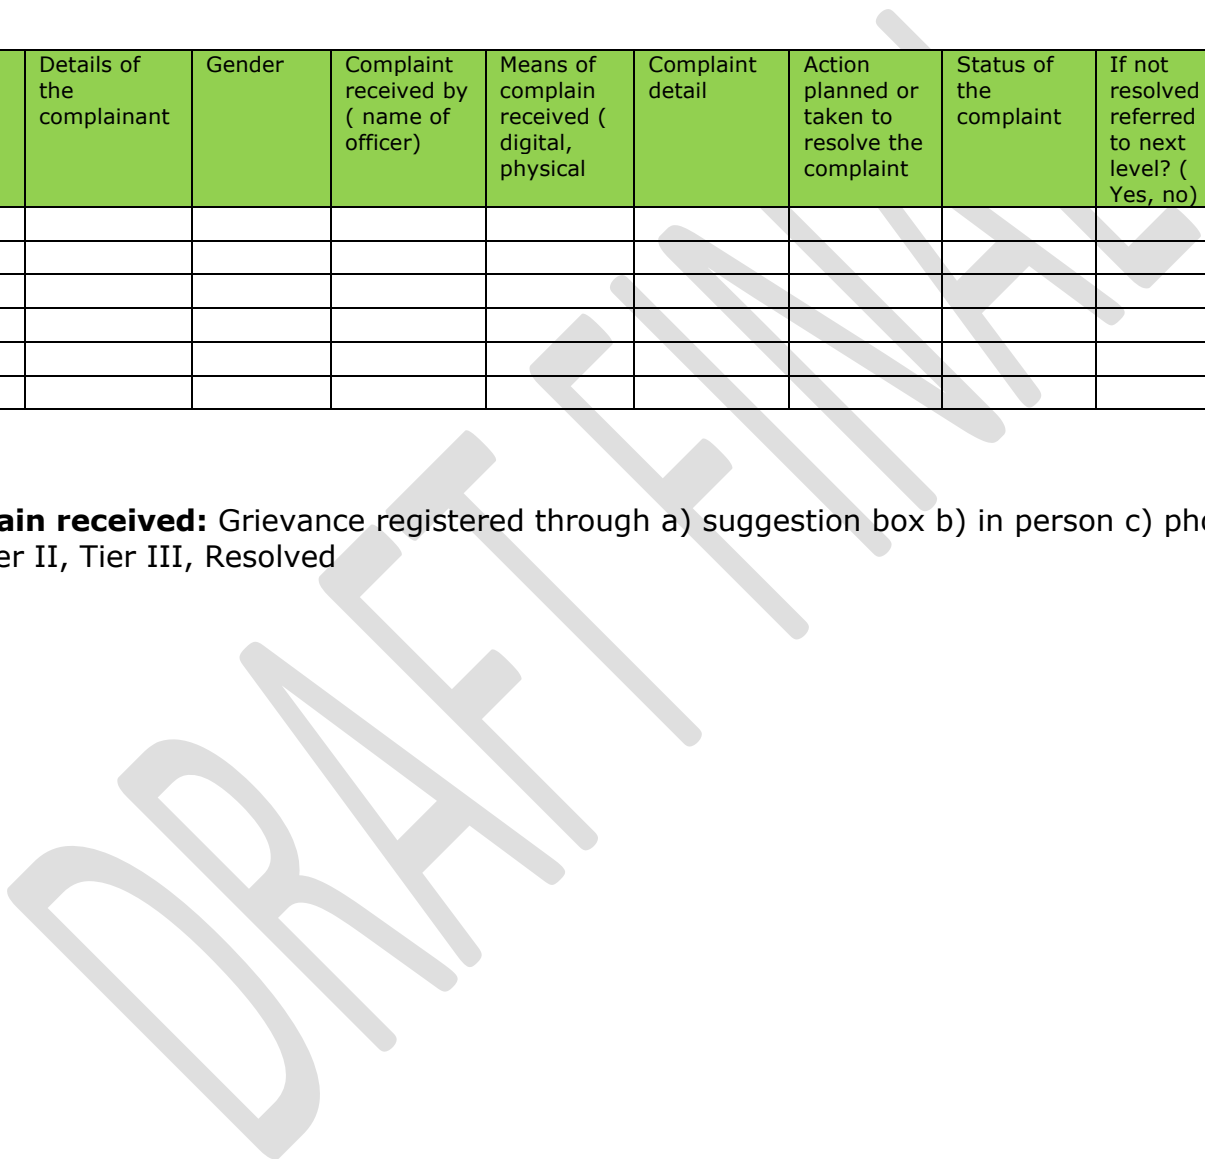 Details of the complainant
Gender
Complaint received by ( name of officer)
Means of complain received ( digital, physical
Complaint detail
Action planned or taken to resolve the complaint
Status of the complaint
If not resolved referred to next level? ( Yes, no)
ain received: Grievance registered through a) suggestion box b) in person c) pho
er II, Tier III, Resolved
DRAFT FINAL